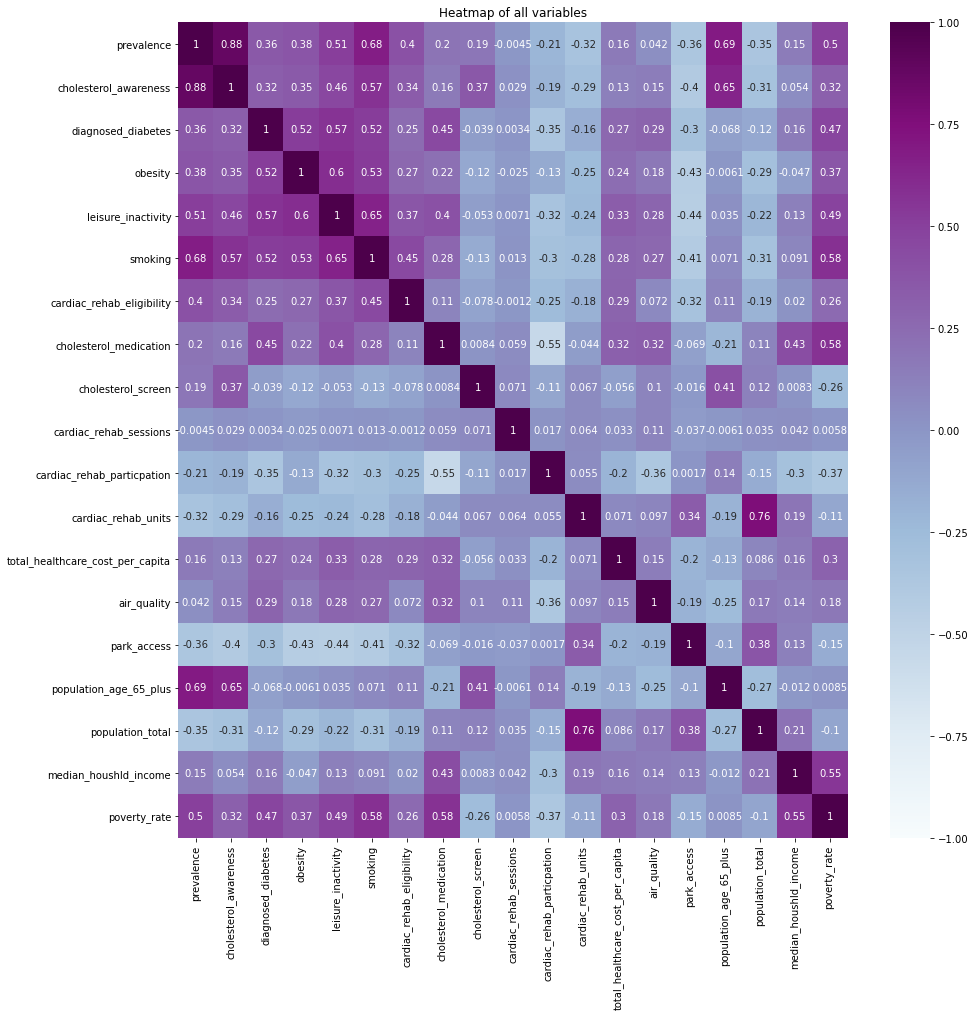 Heatmap of all variables
prevalence 1 0.88 0.36 0.38 0.51 0.68 0.4 0.2 0.19 -0.0045 -0.21 -0.32 0.16 0.042 -0.36 0.69 -0.35 0.15 0.5
cholesterol_awareness 0.88 1 0.32 0.35 0.46 0.57 0.34 0.16 0.37 0.029 -0.19 -0.29 0.13 0.15 -0.4 0.65 -0.31 0.054 0.32
diagnosed_diabetes 0.36 0.32 1 0.52 0.57 0.52 0.25 0.45 -0.039 0.0034 -0.35 -0.16 0.27 0.29 -0.3 -0.068 -0.12 0.16 0.47
obesity 0.38 0.35 0.52 1 0.6 0.53 0.27 0.22 -0.12 -0.025 -0.13 -0.25 0.24 0.18 -0.43 -0.0061 -0.29 -0.047 0.37
leisure_inactivity 0.51 0.46 0.57 0.6 1 0.65 0.37 0.4 -0.053 0.0071 -0.32 -0.24 0.33 0.28 -0.44 0.035 -0.22 0.13 0.49
smoking 0.68 0.57 0.52 0.53 0.65 1 0.45 0.28 -0.13 0.013 -0.3 -0.28 0.28 0.27 -0.41 0.071 -0.31 0.091 0.58
cardiac_rehab_eligibility 0.4 0.34 0.25 0.27 0.37 0.45 1 0.11 -0.078 -0.0012 -0.25 -0.18 0.29 0.072 -0.32 0.11 -0.19 0.02 0.26
cholesterol_medication 0.2 0.16 0.45 0.22 0.4 0.28 0.11 1 0.0084 0.059 -0.55 -0.044 0.32 0.32 -0.069 -0.21 0.11 0.43 0.58
cholesterol_screen 0.19 0.37 -0.039 -0.12 -0.053 -0.13 -0.078 0.0084 1 0.071 -0.11 0.067 -0.056 0.1 -0.016 0.41 0.12 0.0083 -0.26
cardiac_rehab_sessions -0.0045 0.029 0.0034 -0.025 0.0071 0.013 -0.0012 0.059 0.071 1 0.017 0.064 0.033 0.11 -0.037 -0.0061 0.035 0.042 0.0058
cardiac_rehab_particpation -0.21 -0.19 -0.35 -0.13 -0.32 -0.3 -0.25 -0.55 -0.11 0.017 1 0.055 -0.2 -0.36 0.0017 0.14 -0.15 -0.3 -0.37
cardiac_rehab_units -0.32 -0.29 -0.16 -0.25 -0.24 -0.28 -0.18 -0.044 0.067 0.064 0.055 1 0.071 0.097 0.34 -0.19 0.76 0.19 -0.11
total_healthcare_cost_per_capita 0.16 0.13 0.27 0.24 0.33 0.28 0.29 0.32 -0.056 0.033 -0.2 0.071 1 0.15 -0.2 -0.13 0.086 0.16 0.3
air_quality 0.042 0.15 0.29 0.18 0.28 0.27 0.072 0.32 0.1 0.11 -0.36 0.097 0.15 1 -0.19 -0.25 0.17 0.14 0.18
park_access -0.36 -0.4 -0.3 -0.43 -0.44 -0.41 -0.32 -0.069 -0.016 -0.037 0.0017 0.34 -0.2 -0.19 1 -0.1 0.38 0.13 -0.15
population_age_65_plus 0.69 0.65 -0.068 -0.0061 0.035 0.071 0.11 -0.21 0.41 -0.0061 0.14 -0.19 -0.13 -0.25 -0.1 1 -0.27 -0.012 0.0085
population_total -0.35 -0.31 -0.12 -0.29 -0.22 -0.31 -0.19 0.11 0.12 0.035 -0.15 0.76 0.086 0.17 0.38 -0.27 1 0.21 -0.1
median_houshld_income 0.15 0.054 0.16 -0.047 0.13 0.091 0.02 0.43 0.0083 0.042 -0.3 0.19 0.16 0.14 0.13 -0.012 0.21 1 0.55
poverty_rate 0.5 0.32 0.47 0.37 0.49 0.58 0.26 0.58 -0.26 0.0058 -0.37 -0.11 0.3 0.18 -0.15 0.0085 -0.1 0.55 1
prevalence
cholesterol_awareness
diagnosed_diabetes
obesity
leisure_inactivity
smoking
cardiac_rehab_eligibility
cholesterol_medication
cholesterol_screen
cardiac_rehab_sessions
cardiac_rehab_particpation
cardiac_rehab_units
total_healthcare_cost_per_capita
air_quality
park_access
population_age_65_plus
population_total
median_houshld_income
poverty_rate
1.00
0.75
0.50
0.25
0.00
-0.25
-0.50
-0.75
-1.00